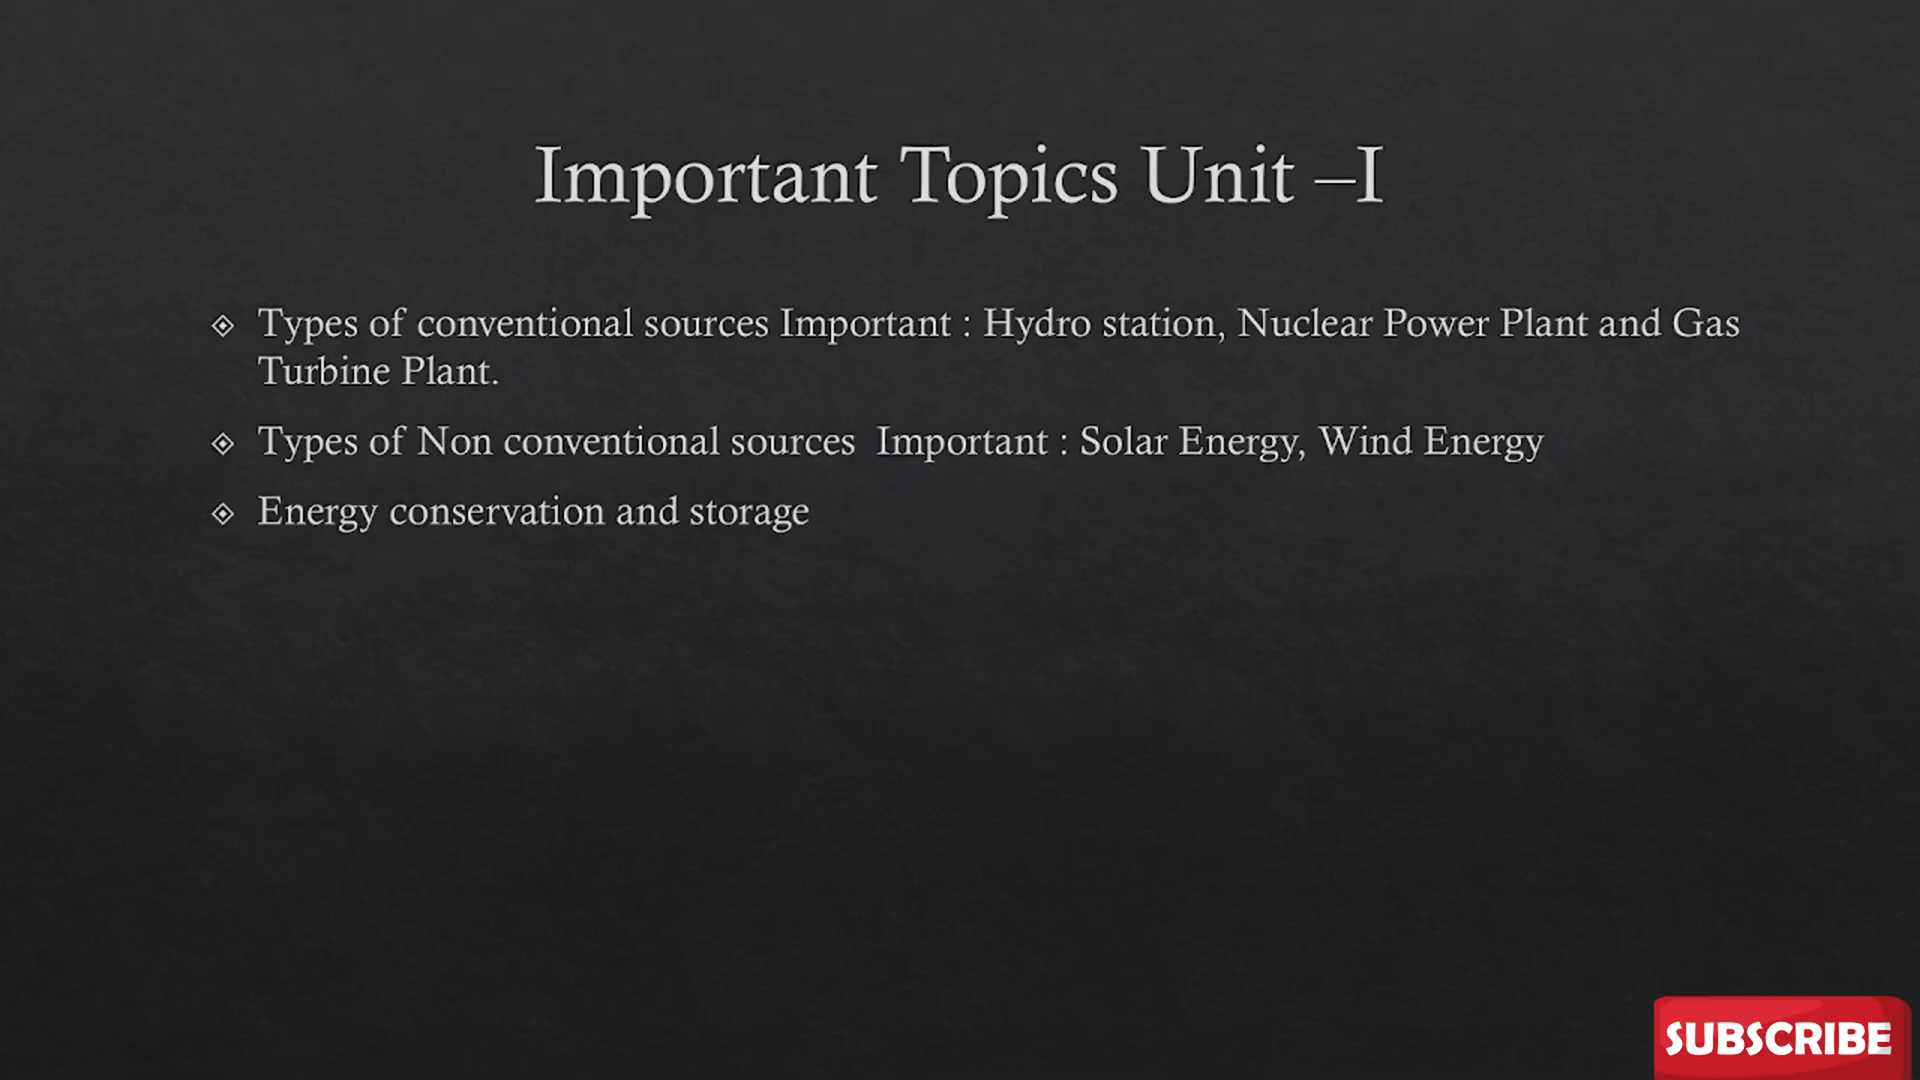 Important Topics Unit –I
Types of conventional sources Important : Hydro station, Nuclear Power Plant and Gas
Turbine Plant.
Types of Non conventional sources  Important : Solar Energy, Wind Energy
Energy conservation and storage
SUBSCRIBE